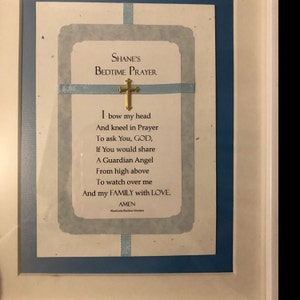 SHANE'S
BEDTIME PRAYER
I bow my head
And kneel in Prayer
To ask You, GOD,
If You would share
A Guardian Angel
From high above
To watch over me
And my FAMILY with LOVE.
AMEN